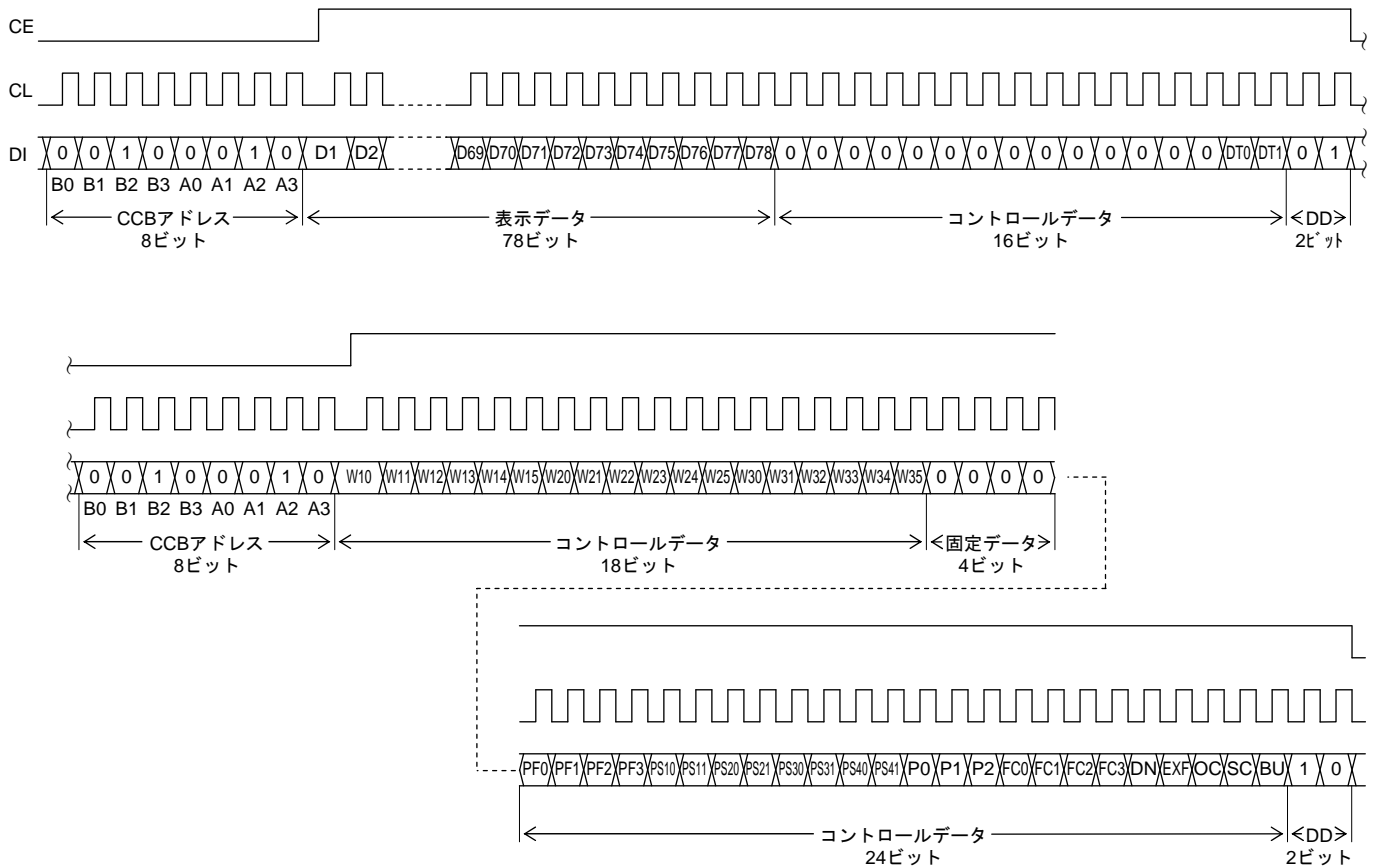 CE
CL
DI 0 0 1 0 0 0 1 0 D1 D2 D69 D70 D71 D72 D73 D74 D75 D76 D77 D78 0 0 0 0 0 0 0 0 0 0 0 0 0 0 DT0 DT1 0 1
B0 B1 B2 B3 A0 A1 A2 A3
CCBアドレス 表示データ コントロールデータ DD
8ビット 78ビット 16ビット 2ビット
0 0 1 0 0 0 1 0 W10 W11 W12 W13 W14 W15 W20 W21 W22 W23 W24 W25 W30 W31 W32 W33 W34 W35 0 0 0 0
B0 B1 B2 B3 A0 A1 A2 A3
CCBアドレス コントロールデータ 固定データ
8ビット 18ビット 4ビット
PF0 PF1 PF2 PF3 PS10 PS11 PS20 PS21 PS30 PS31 PS40 PS41 P0 P1 P2 FC0 FC1 FC2 FC3 DN EXF OC SC BU 1 0
コントロールデータ DD
24ビット 2ビット